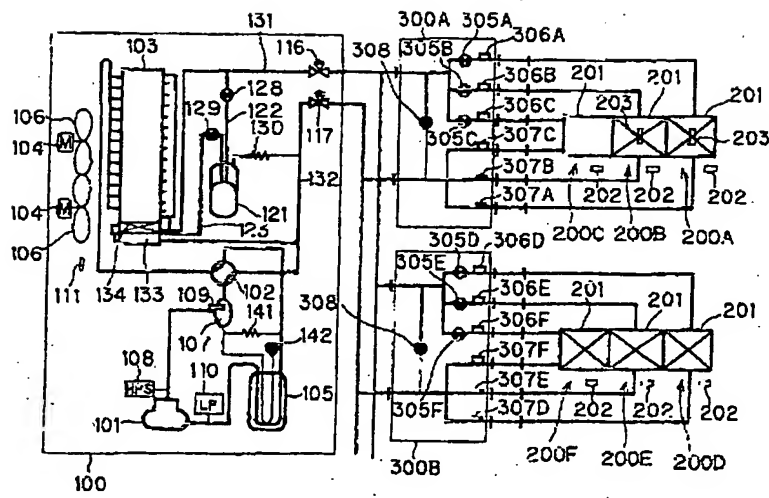 131 116 300A 305A
103 305B 306A
308 306B 201
128 306C 201
129 122 305C 203 201
106 130 117 307C 203
104 M 307B
132 307A
104 M 121 202
106 123 200C 202 200B 202 200A
305D 306D
111 134 133 305E 201
102 306E 201
109 141 306F 201
107 142 308
307F
108 110
HPS LP 105 307E
101 305F 307D 202 202 202
200F 200E 200D
100 300B